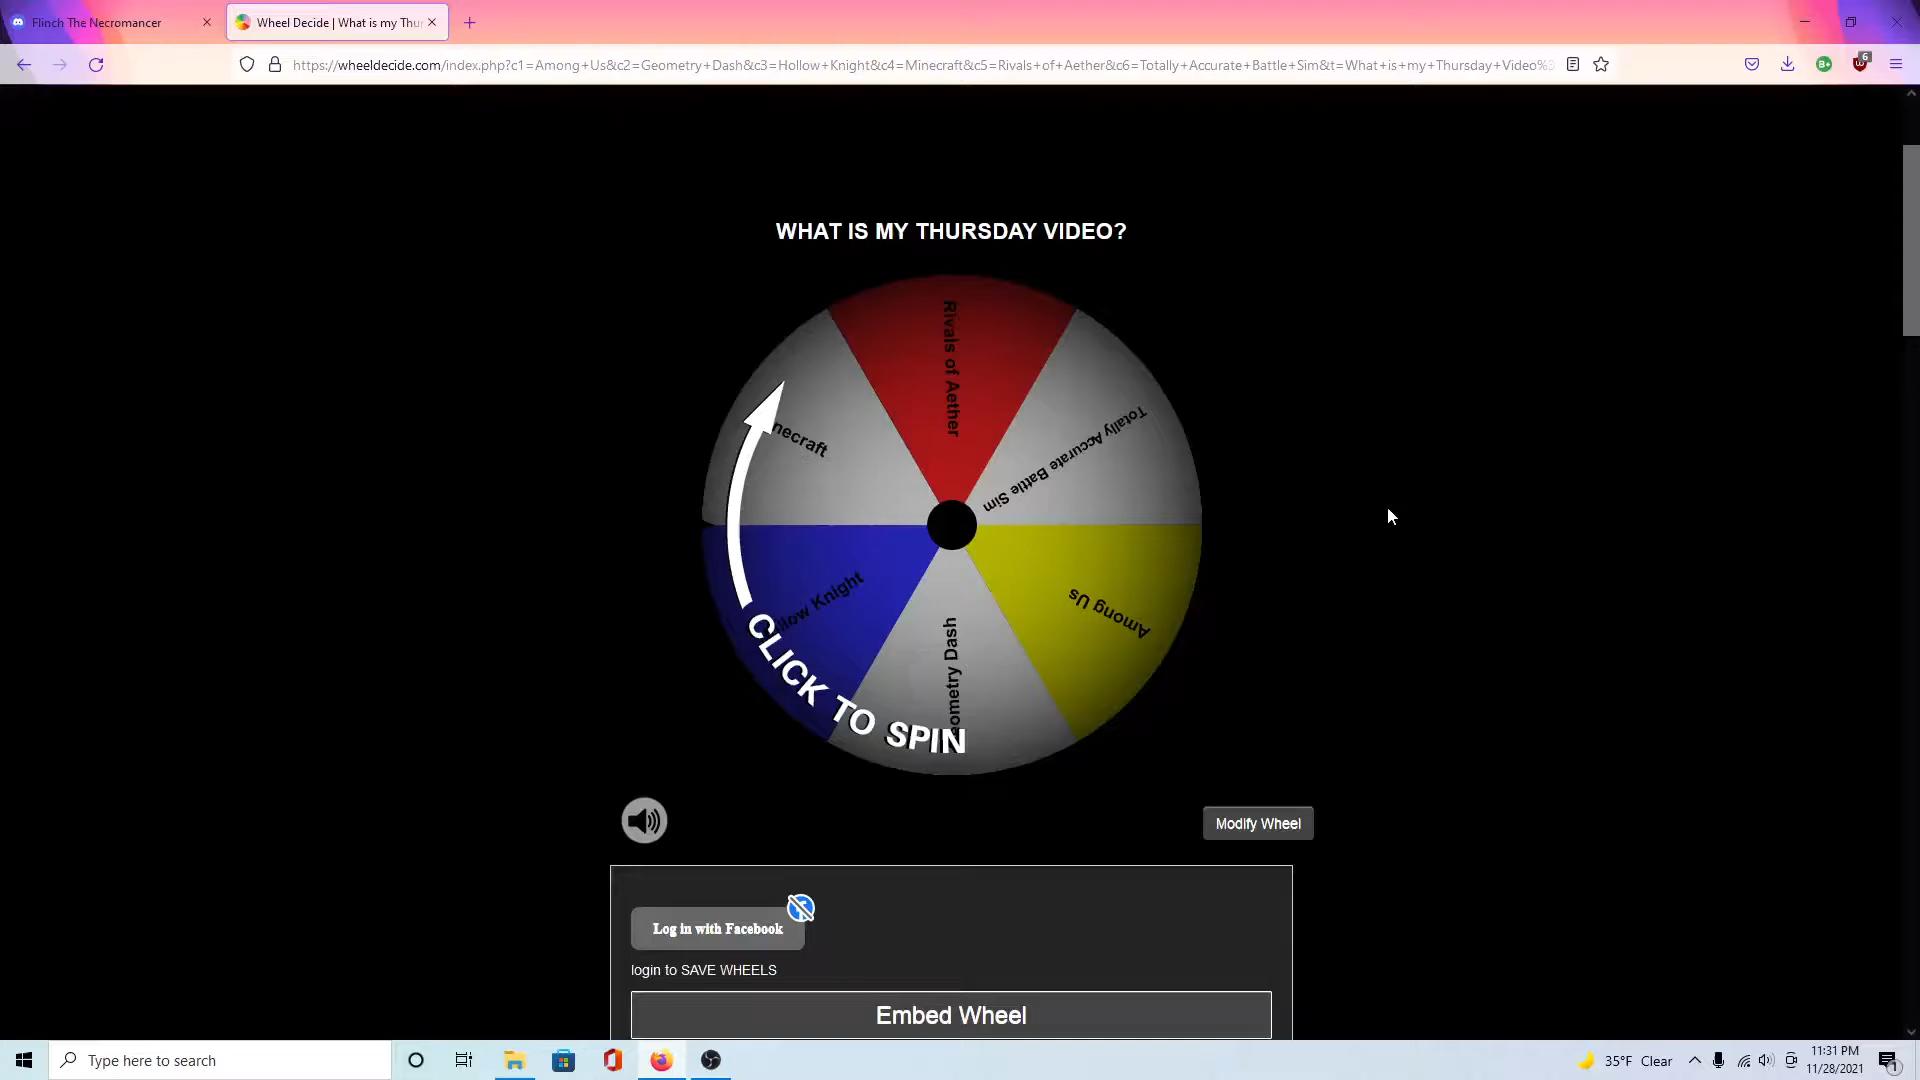 Flinch The Necromancer
Wheel Decide | What is my Thu
https://wheeldecide.com/index.php?c1=Among+Us&c2=Geometry+Dash&c3=Hollow+Knight&c4=Minecraft&c5=Rivals+of+Aether&c6=Totally+Accurate+Battle+Sim&t=What+is+my+Thursday+Video%3
6
WHAT IS MY THURSDAY VIDEO?
Rivals of Aether
Totally Accurate Battle Sim
necraft
llow Knight
Among Us
eometry Dash
CLICK TO SPIN
Modify Wheel
Log in with Facebook
login to SAVE WHEELS
Embed Wheel
Type here to search
35°F Clear
11:31 PM
11/28/2021
1